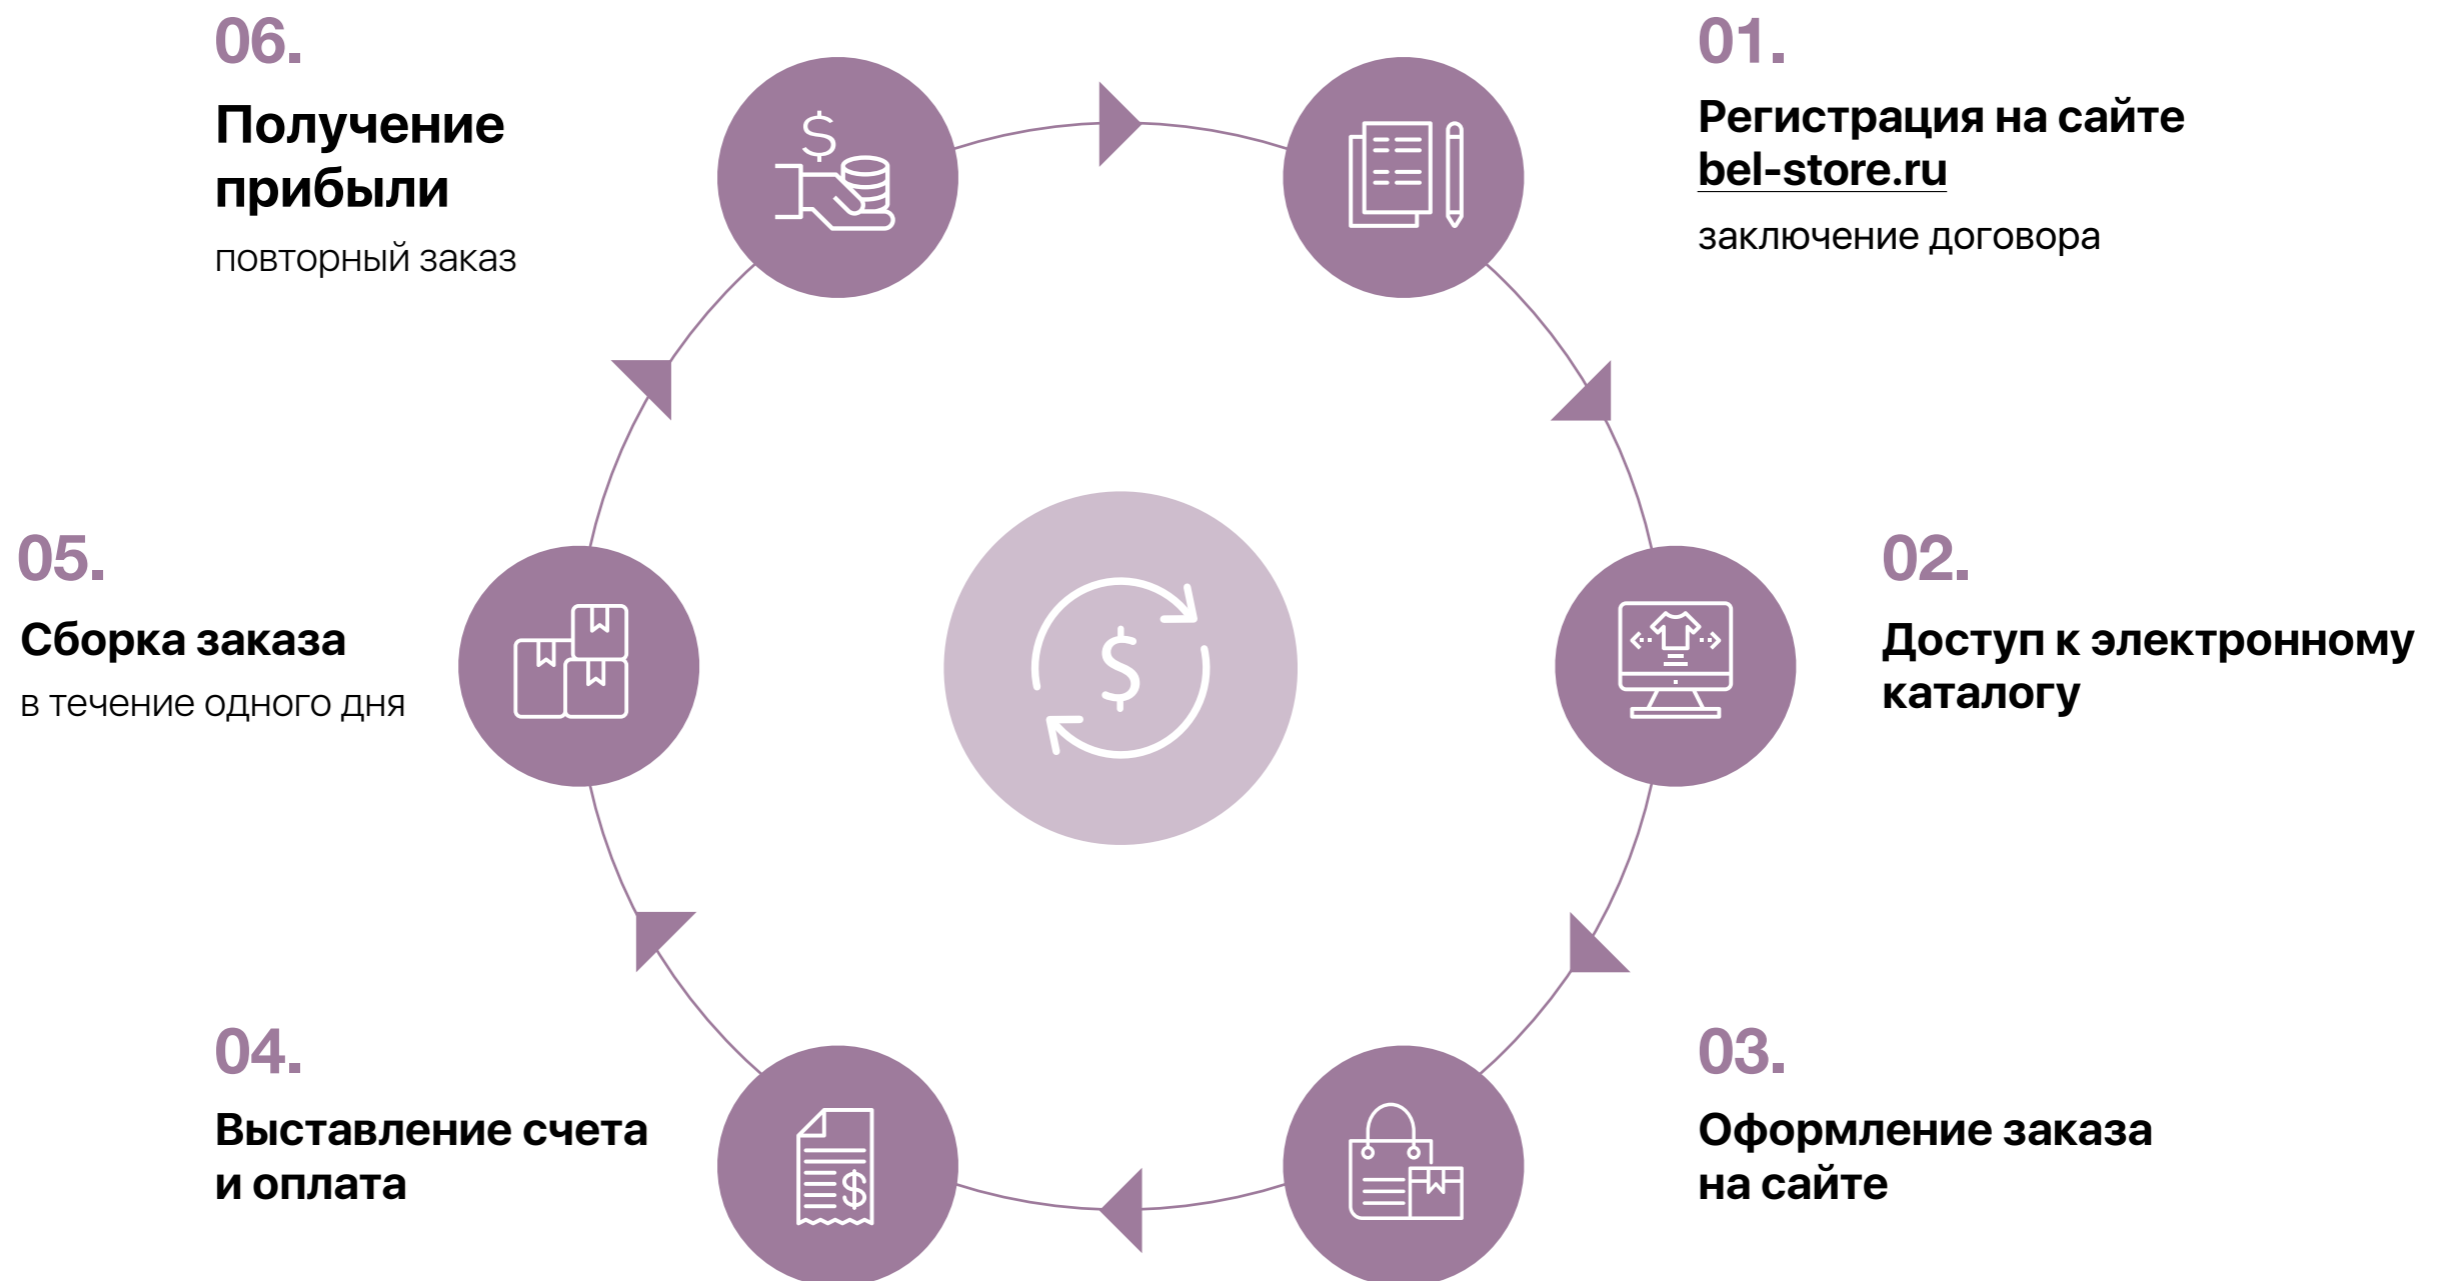 01.
Регистрация на сайте
bel-store.ru
заключение договора
02.
Доступ к электронному
каталогу
03.
Оформление заказа
на сайте
04.
Выставление счета
и оплата
05.
Сборка заказа
в течение одного дня
06.
Получение
прибыли
повторный заказ
$
$
$